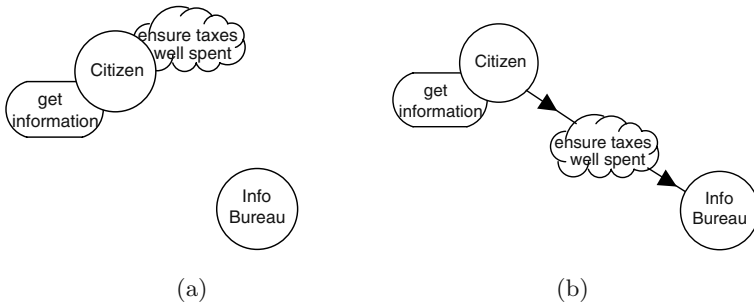 ensure taxes
well spent
Citizen
get
information
Info
Bureau
(a)
Citizen
get
information
ensure taxes
well spent
Info
Bureau
(b)